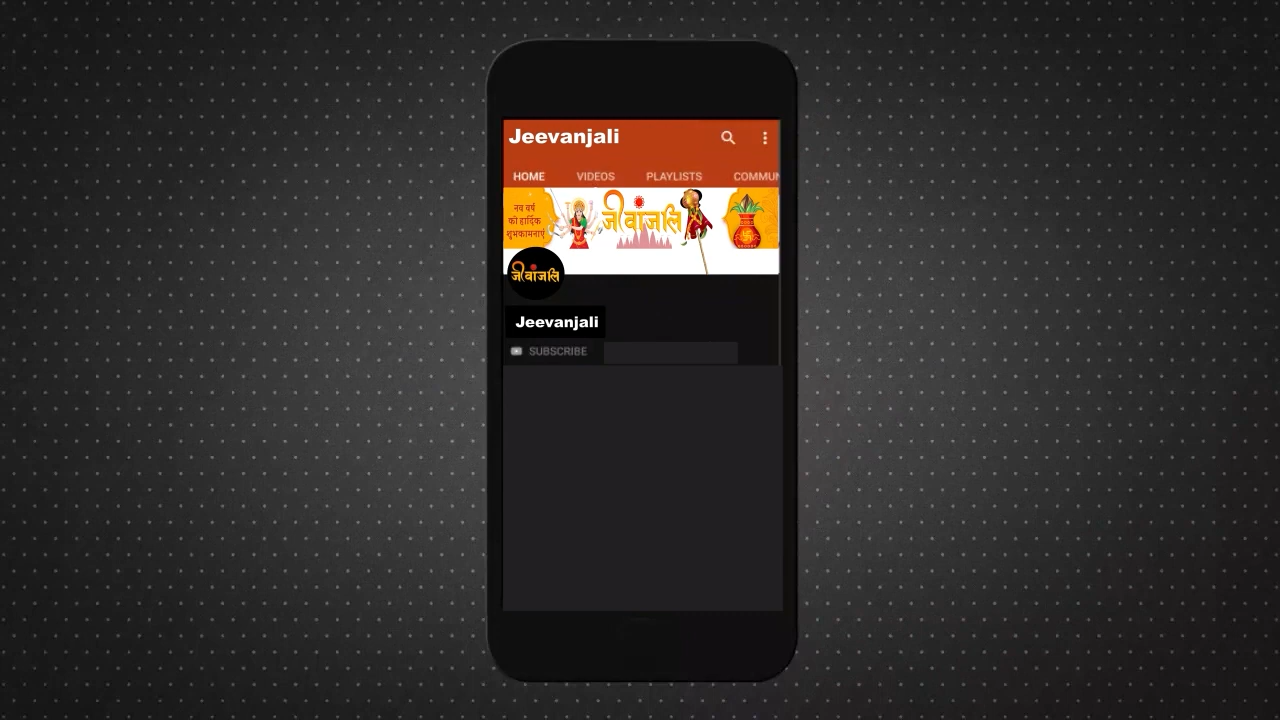 Jeevanjali
HOME VIDEOS PLAYLISTS COMMUN
नव वर्ष
की हार्दिक
शुभकामनाएं
जीवांजलि
जीवांजलि
Jeevanjali
SUBSCRIBE